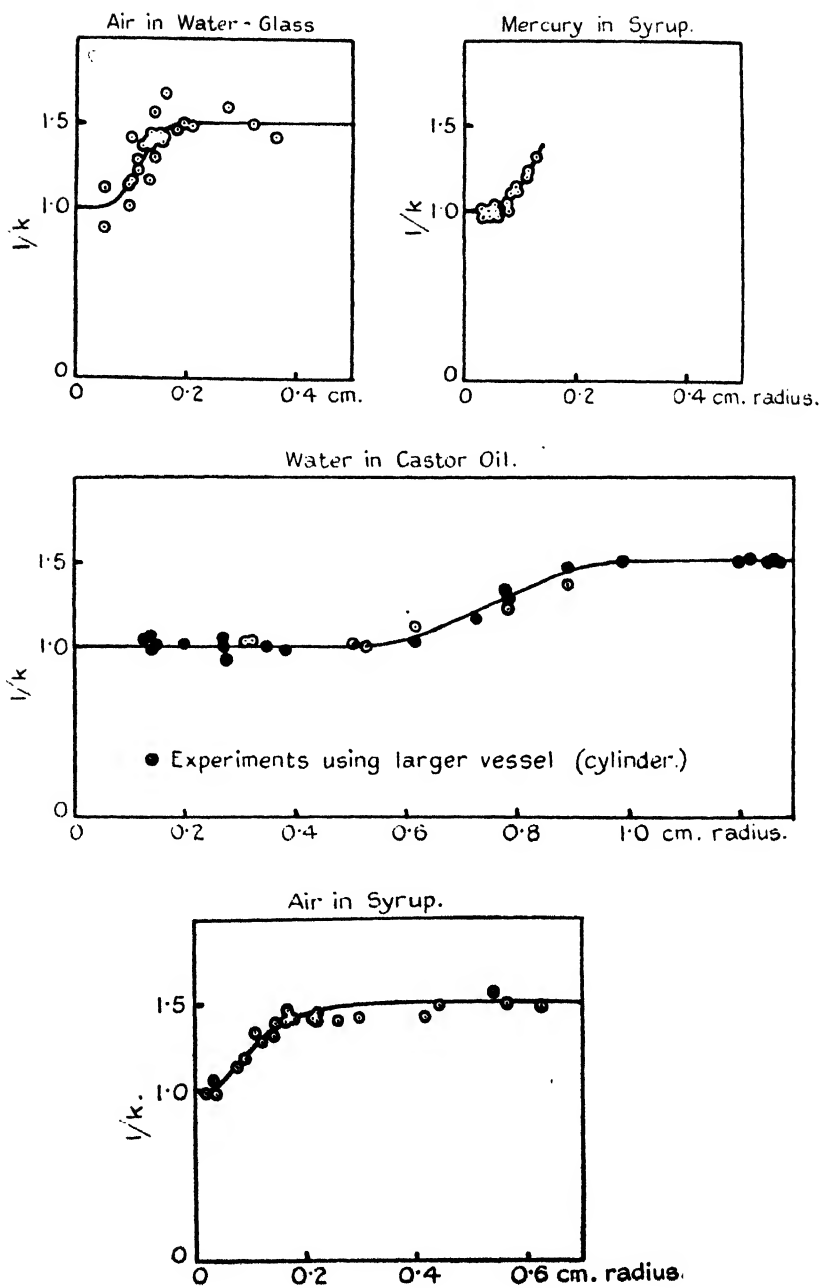 Air in Water-Glass
1·5
1·0
1/k
0
0 0·2 0·4 cm.
Mercury in Syrup.
1·5
1·0
1/k
0
0 0·2 0·4 cm. radius.
Water in Castor Oil.
1·5
1·0
1/k
Experiments using larger vessel (cylinder.)
0
0 0·2 0·4 0·6 0·8 1·0 cm. radius.
Air in Syrup.
1·5
1·0
1/k.
0
0 0·2 0·4 0·6 cm. radius.